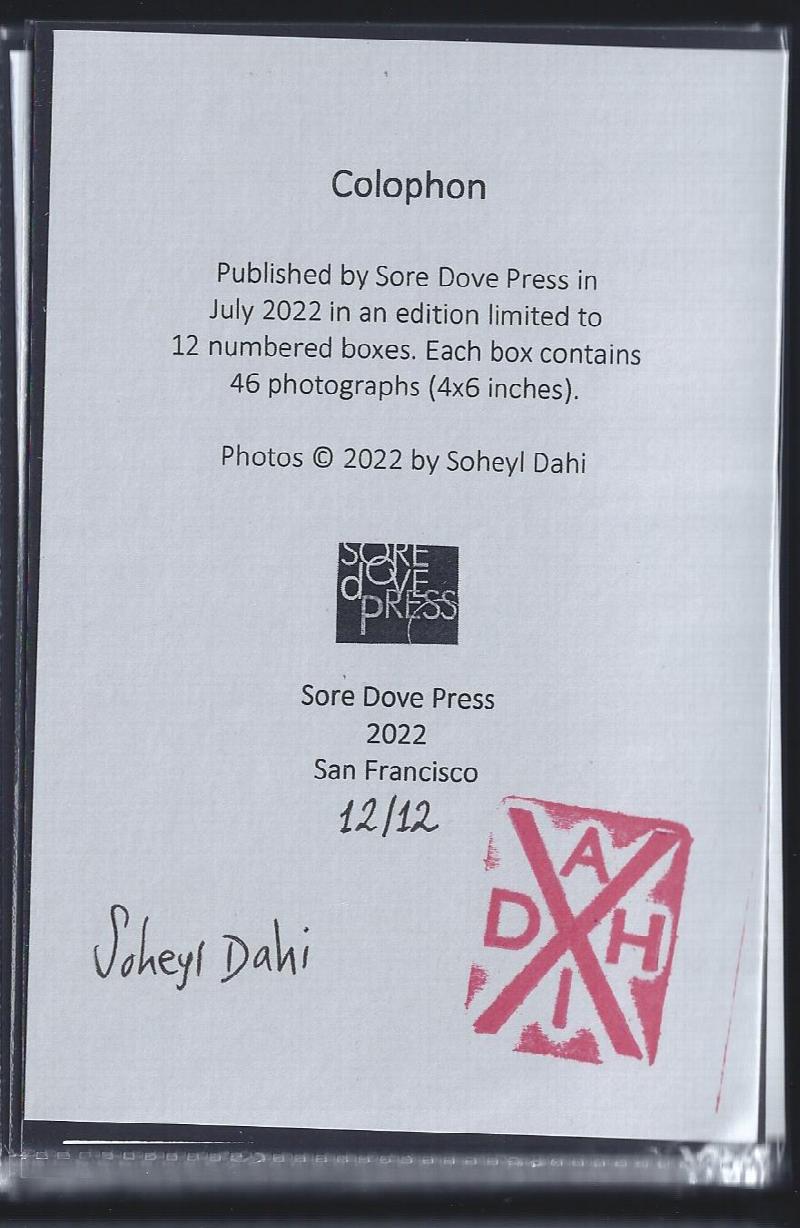 Colophon
Published by Sore Dove Press in
July 2022 in an edition limited to
12 numbered boxes. Each box contains
46 photographs (4x6 inches).
Photos © 2022 by Soheyl Dahi
SORE
dOVE
PRESS
Sore Dove Press
2022
San Francisco
12/12
Soheyl Dahi
A
D H
I